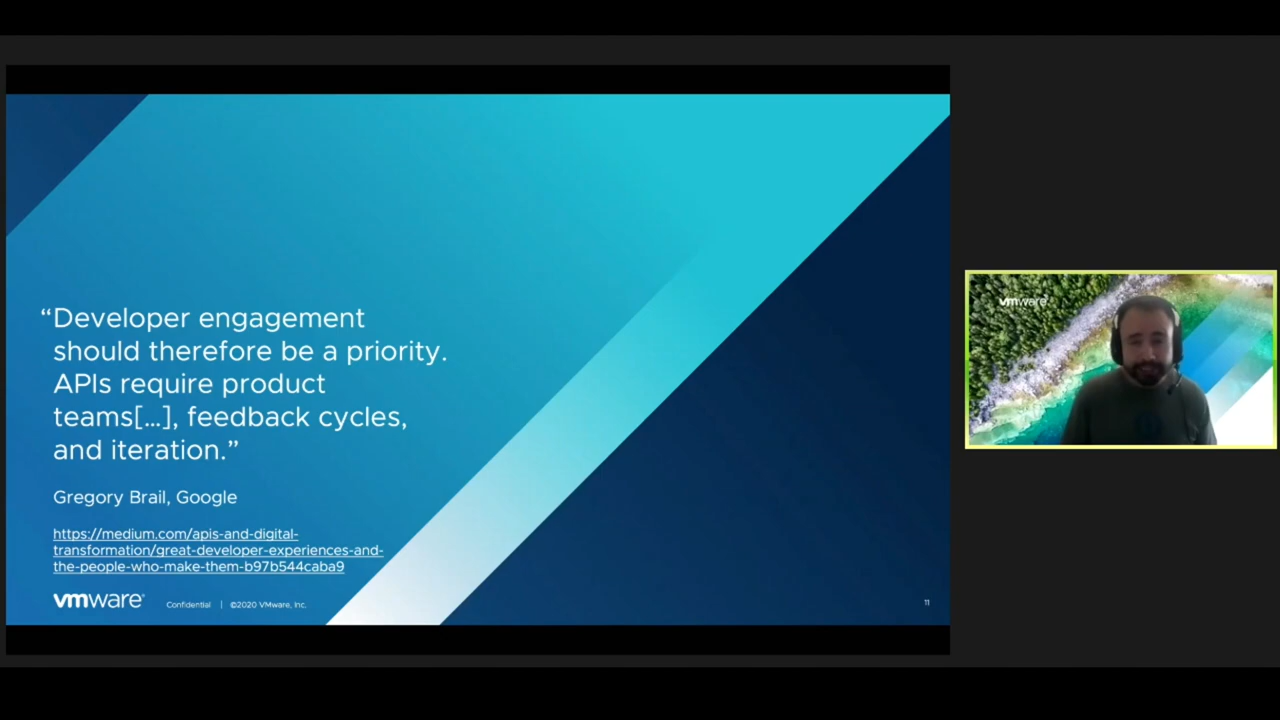 “Developer engagement
should therefore be a priority.
APIs require product
teams[...], feedback cycles,
and iteration.”
Gregory Brail, Google
https://medium.com/apis-and-digital-
transformation/great-developer-experiences-and-
the-people-who-make-them-b97b544caba9
vmware®
Confidential | ©2020 VMware, Inc.
11
vmware®